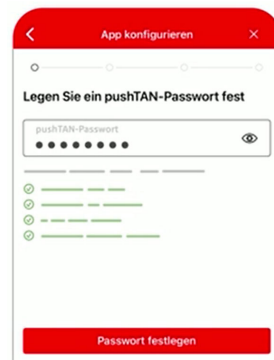 App konfigurieren
Legen Sie ein pushTAN-Passwort fest
pushTAN-Passwort
Passwort festlegen